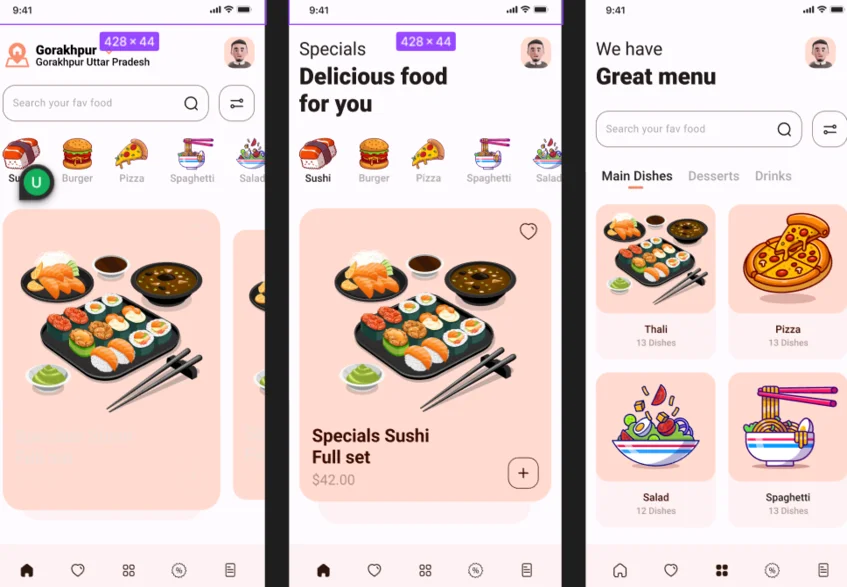 9:41
428 × 44
Gorakhpur
Gorakhpur Uttar Pradesh
Search your fav food
Burger
Pizza
Spaghetti
Salad
U
9:41
428 × 44
Specials
Delicious food
for you
Sushi
Burger
Pizza
Spaghetti
Salad
Specials Sushi
Full set
$42.00
9:41
We have
Great menu
Search your fav food
Main Dishes
Desserts
Drinks
Thali
13 Dishes
Pizza
13 Dishes
Salad
12 Dishes
Spaghetti
13 Dishes